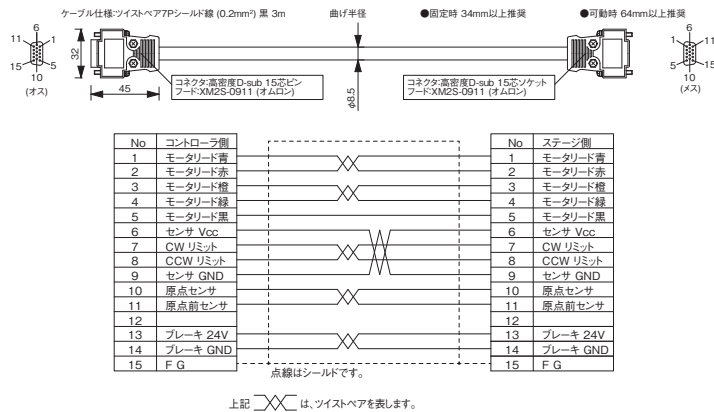 ケーブル仕様:ツイストペア7Pシールド線 (0.2mm²) 黒 3m 曲げ半径 ●固定時 34mm以上推奨 ●可動時 64mm以上推奨
6
11 1
15 5
10
(オス)
32
45
コネクタ:高密度D-sub 15芯ピン
フード:XM2S-0911 (オムロン)
φ8.5
コネクタ:高密度D-sub 15芯ソケット
フード:XM2S-0911 (オムロン)
6
1 11
5 15
10
(メス)
No コントローラ側 No ステージ側
1 モータリード青 1 モータリード青
2 モータリード赤 2 モータリード赤
3 モータリード橙 3 モータリード橙
4 モータリード緑 4 モータリード緑
5 モータリード黒 5 モータリード黒
6 センサ Vcc 6 センサ Vcc
7 CW リミット 7 CW リミット
8 CCW リミット 8 CCW リミット
9 センサ GND 9 センサ GND
10 原点センサ 10 原点センサ
11 原点前センサ 11 原点前センサ
12 12
13 ブレーキ 24V 13 ブレーキ 24V
14 ブレーキ GND 14 ブレーキ GND
15 F G 15 F G
点線はシールドです。
上記 は、ツイストペアを表します。